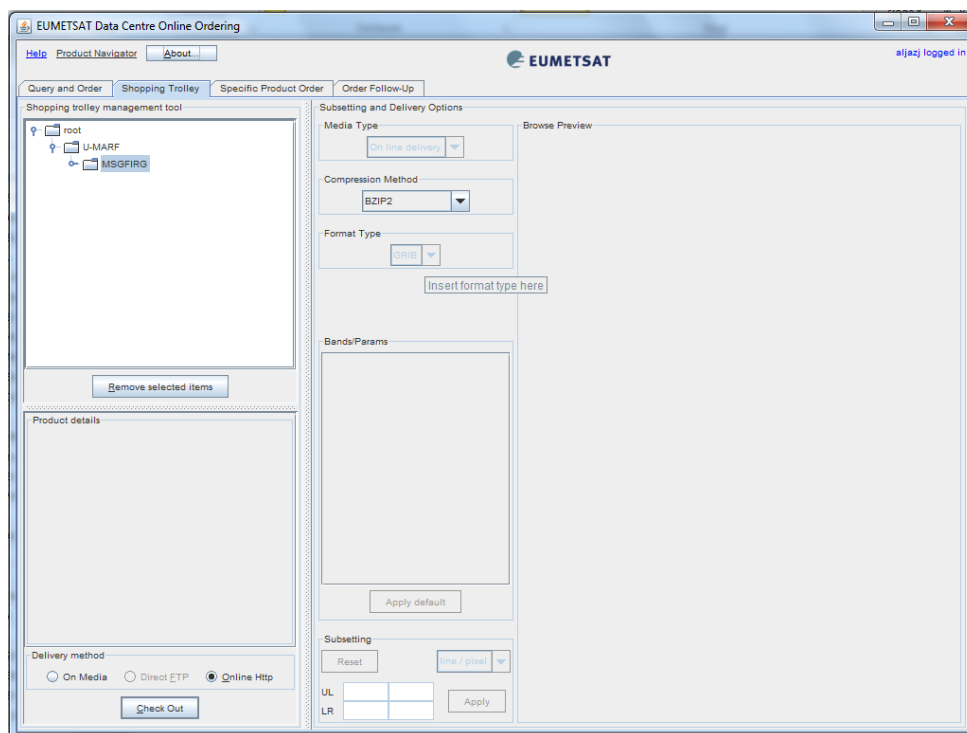 EUMETSAT Data Centre Online Ordering
Help Product Navigator About...
EUMETSAT
aljazj logged in
Query and Order Shopping Trolley Specific Product Order Order Follow-Up
Shopping trolley management tool
root
U-MARF
MSGFIRG
Remove selected items
Product details
Delivery method
On Media Direct FTP Online Http
Check Out
Subsetting and Delivery Options
Media Type
On line delivery
Compression Method
BZIP2
Format Type
GRIB
Insert format type here
Bands/Params
Apply default
Subsetting
Reset line / pixel
UL
LR
Apply
Browse Preview